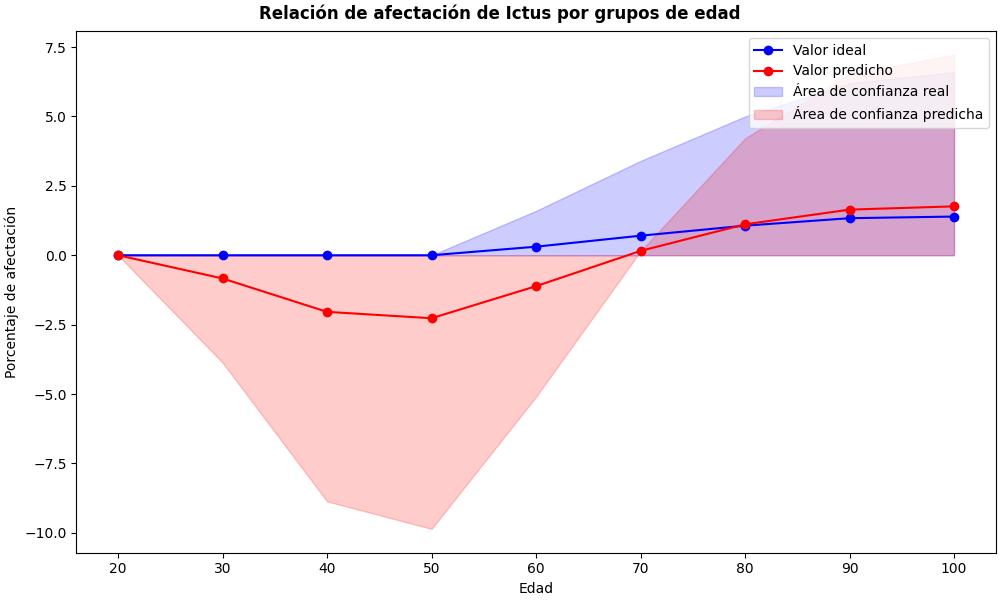 Relación de afectación de Ictus por grupos de edad
Porcentaje de afectación
7.5
5.0
2.5
0.0
−2.5
−5.0
−7.5
−10.0
Valor ideal
Valor predicho
Área de confianza real
Área de confianza predicha
20 30 40 50 60 70 80 90 100
Edad